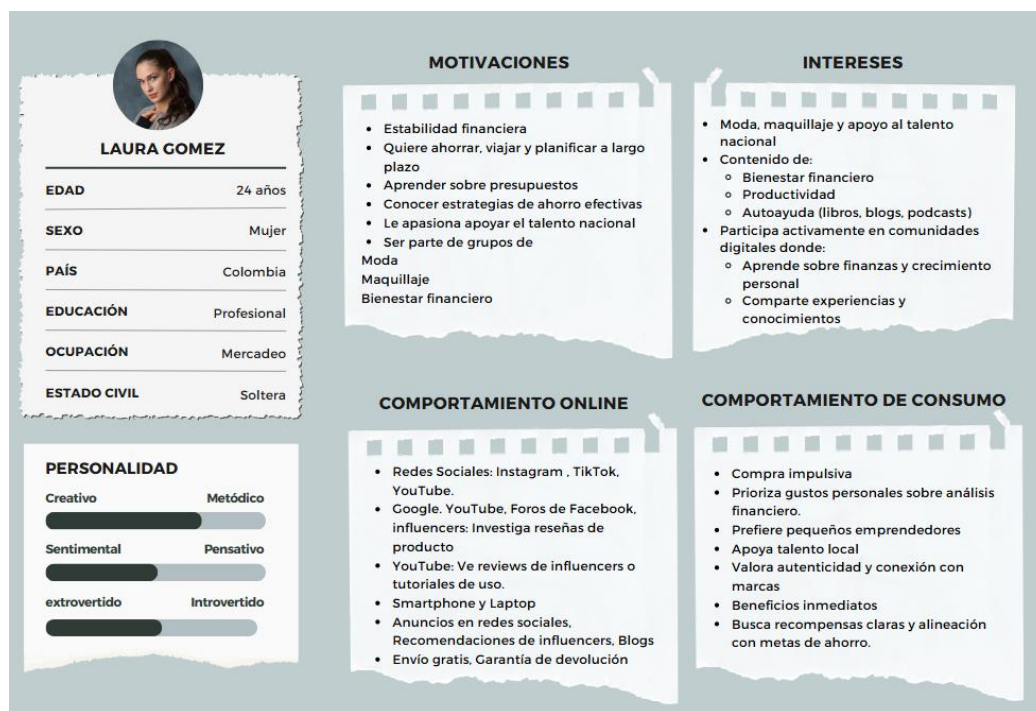 LAURA GOMEZ
EDAD 24 años
SEXO Mujer
PAÍS Colombia
EDUCACIÓN Profesional
OCUPACIÓN Mercadeo
ESTADO CIVIL Soltera
PERSONALIDAD
Creativo Metódico
Sentimental Pensativo
extrovertido Introvertido
MOTIVACIONES
• Estabilidad financiera
• Quiere ahorrar, viajar y planificar a largo
plazo
• Aprender sobre presupuestos
• Conocer estrategias de ahorro efectivas
• Le apasiona apoyar el talento nacional
• Ser parte de grupos de
Moda
Maquillaje
Bienestar financiero
INTERESES
• Moda, maquillaje y apoyo al talento
nacional
• Contenido de:
◦ Bienestar financiero
◦ Productividad
◦ Autoayuda (libros, blogs, podcasts)
• Participa activamente en comunidades
digitales donde:
◦ Aprende sobre finanzas y crecimiento
personal
◦ Comparte experiencias y
conocimientos
COMPORTAMIENTO ONLINE
• Redes Sociales: Instagram , TikTok,
YouTube.
• Google. YouTube, Foros de Facebook,
influencers: Investiga reseñas de
producto
• YouTube: Ve reviews de influencers o
tutoriales de uso.
• Smartphone y Laptop
• Anuncios en redes sociales,
Recomendaciones de influencers, Blogs
• Envío gratis, Garantía de devolución
COMPORTAMIENTO DE CONSUMO
• Compra impulsiva
• Prioriza gustos personales sobre análisis
financiero.
• Prefiere pequeños emprendedores
• Apoya talento local
• Valora autenticidad y conexión con
marcas
• Beneficios inmediatos
• Busca recompensas claras y alineación
con metas de ahorro.